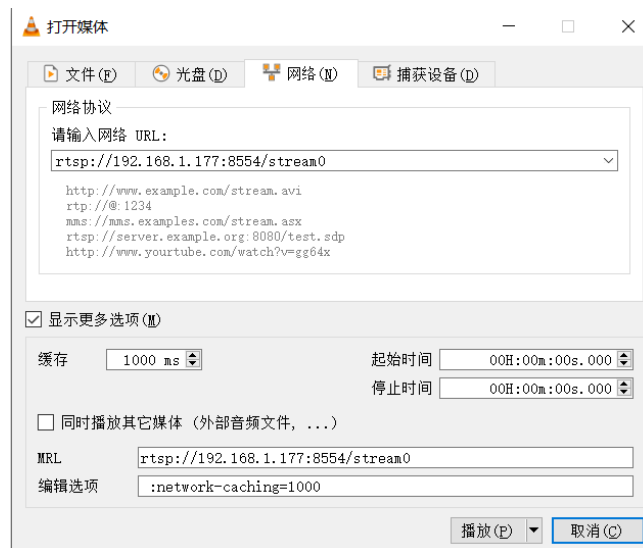 打开媒体
文件(F) 光盘(D) 网络(N) 捕获设备(D)
网络协议
请输入网络 URL:
rtsp://192.168.1.177:8554/stream0
http://www.example.com/stream.avi
rtp://@:1234
mms://mms.examples.com/stream.asx
rtsp://server.example.org:8080/test.sdp
http://www.yourtube.com/watch?v=gg64x
显示更多选项(M)
缓存 1000 ms 起始时间 00H:00m:00s.000
停止时间 00H:00m:00s.000
同时播放其它媒体 (外部音频文件, ...)
MRL rtsp://192.168.1.177:8554/stream0
编辑选项 :network-caching=1000
播放(P) 取消(C)